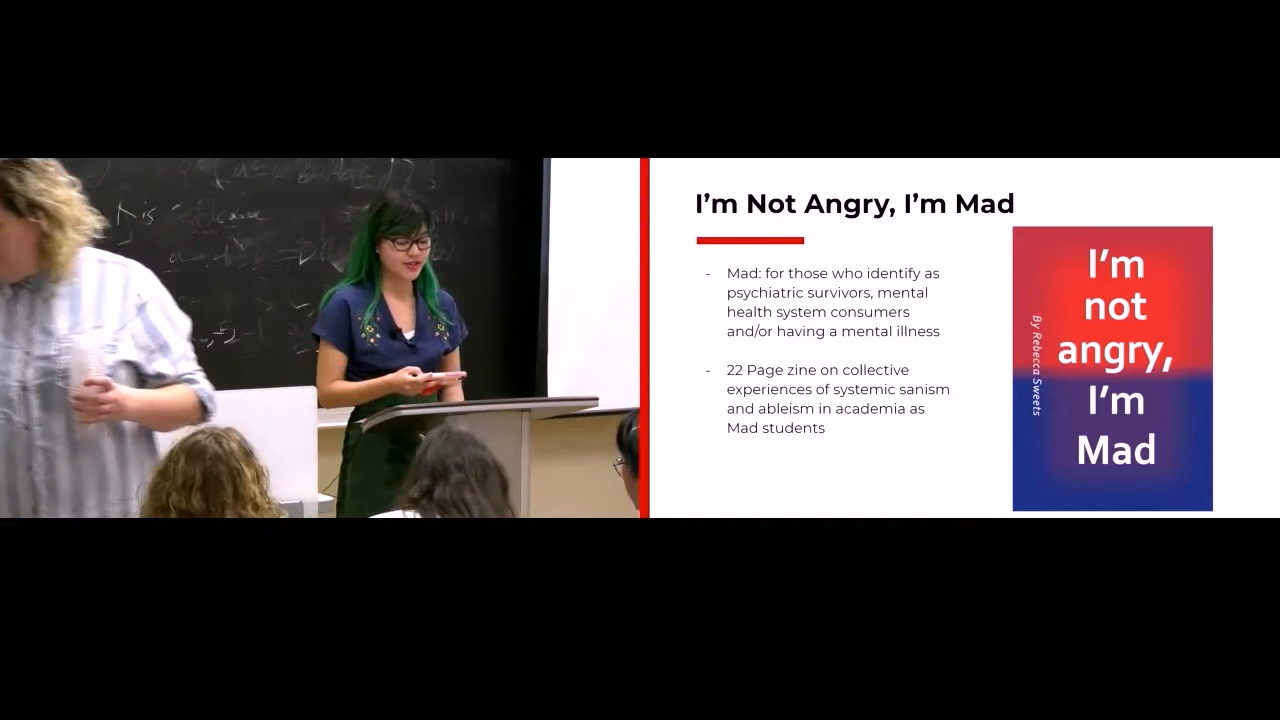 I'm Not Angry, I'm Mad
- Mad: for those who identify as
psychiatric survivors, mental
health system consumers
and/or having a mental illness
- 22 Page zine on collective
experiences of systemic sanism
and ableism in academia as
Mad students
I'm
not
angry,
I'm
Mad
By Rebecca Sweets